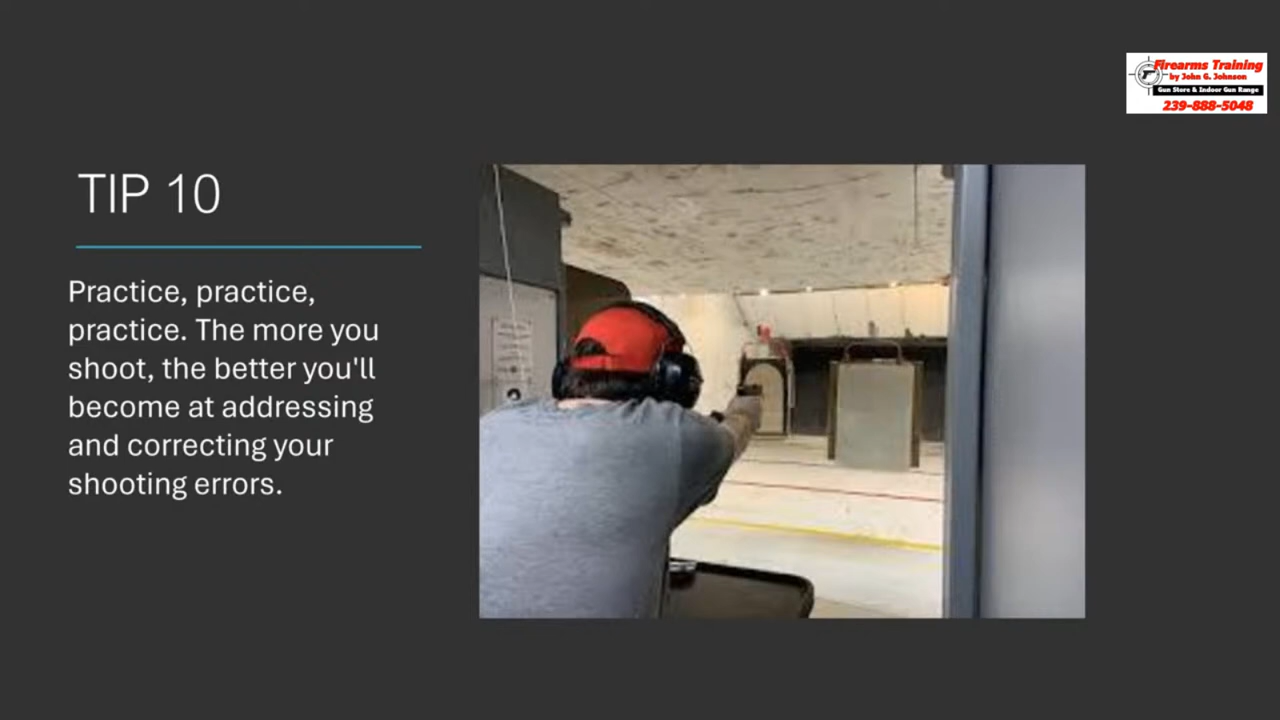 Firearms Training
by John G. Johnson
Gun Store & Indoor Gun Range
239-888-5048
TIP 10
Practice, practice,
practice. The more you
shoot, the better you'll
become at addressing
and correcting your
shooting errors.